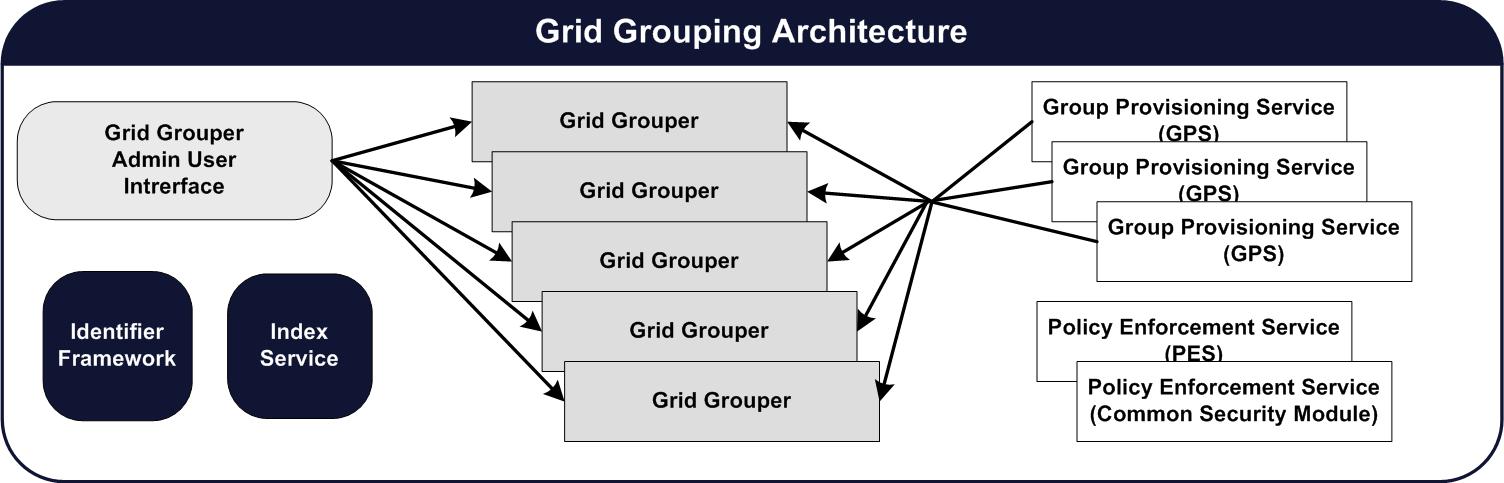 Grid Grouping Architecture
Grid Grouper
Admin User
Intrerface
Identifier
Framework
Index
Service
Grid Grouper
Grid Grouper
Grid Grouper
Grid Grouper
Grid Grouper
Group Provisioning Service
(GPS)
Group Provisioning Service
(GPS)
Group Provisioning Service
(GPS)
Policy Enforcement Service
(PES)
Policy Enforcement Service
(Common Security Module)